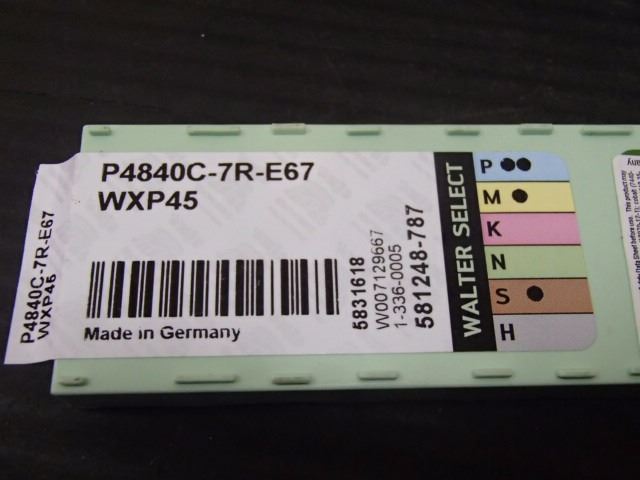 P4840C-7R-E67
WXP45
Made in Germany
5831618
W007129667
1-336-0005
581248-787
WALTER SELECT
P ●●
M ●
K
N
S ●
H
P4840C-7R-E67
WXP45